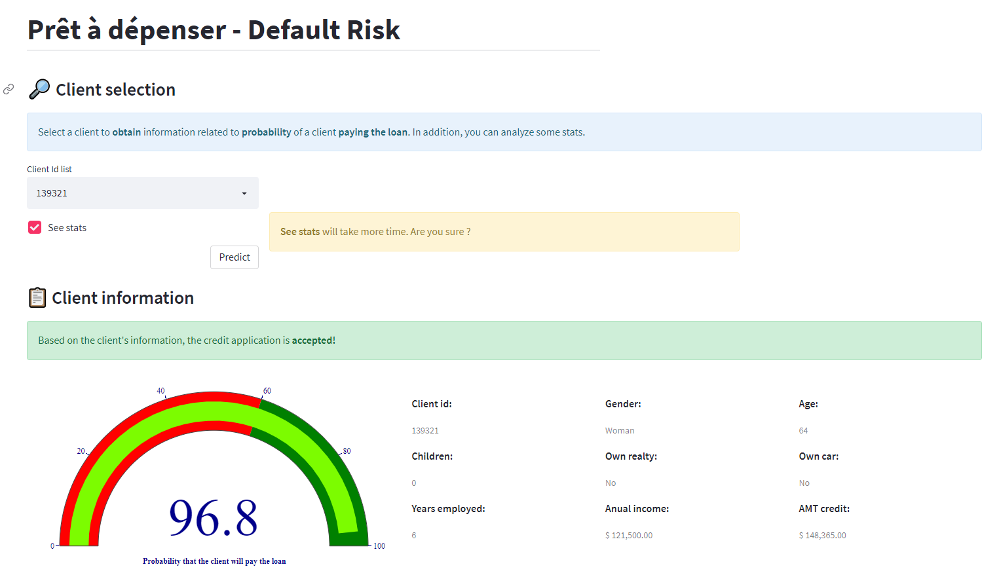 Prêt à dépenser - Default Risk
Client selection
Select a client to obtain information related to probability of a client paying the loan. In addition, you can analyze some stats.
Client Id list
139321
See stats
See stats will take more time. Are you sure ?
Predict
Client information
Based on the client's information, the credit application is accepted!
0
20
40
60
80
100
96.8
Probability that the client will pay the loan
Client id:
139321
Gender:
Woman
Age:
64
Children:
0
Own realty:
No
Own car:
No
Years employed:
6
Anual income:
$ 121,500.00
AMT credit:
$ 148,365.00